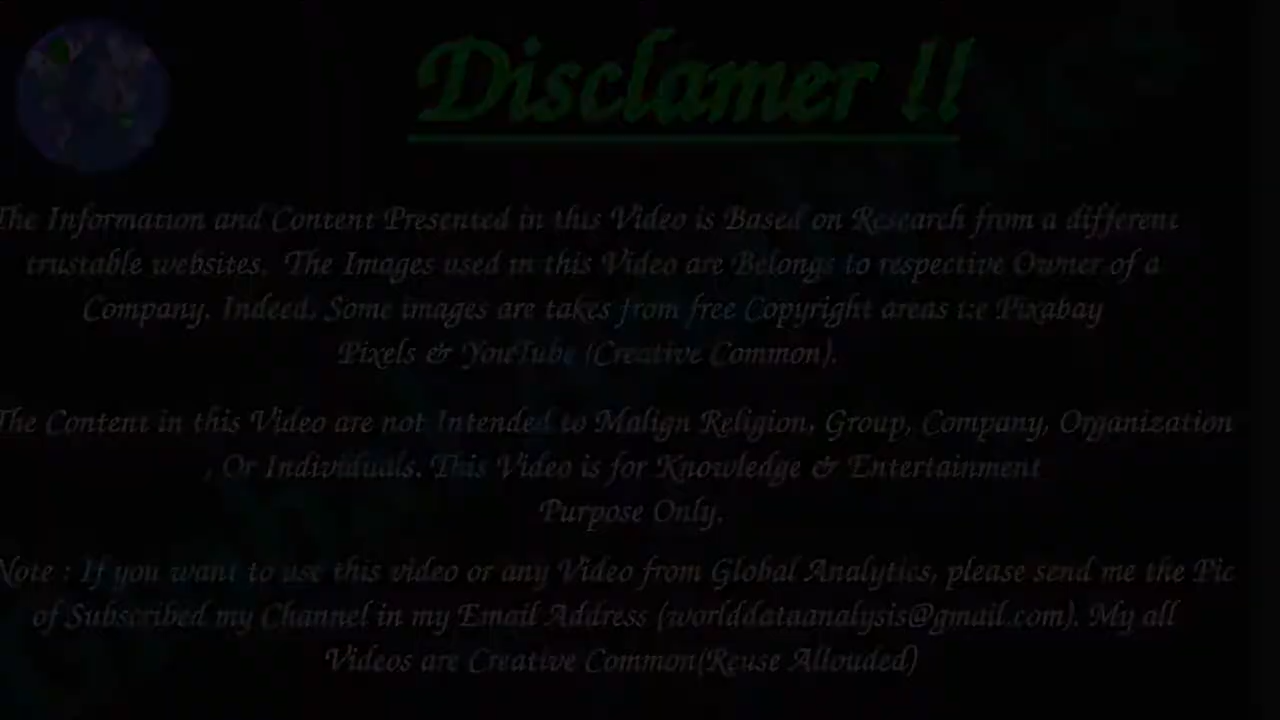 Disclamer !!
The Information and Content Presented in this Video is Based on Research from a different
trustable websites. The Images used in this Video are Belongs to respective Owner of a
Company. Indeed. Some images are takes from free Copyright areas i:e Pixabay
Pixels & YouTube (Creative Common).
The Content in this Video are not Intended to Malign Religion, Group, Company, Organization
, Or Individuals. This Video is for Knowledge & Entertainment
Purpose Only.
Note : If you want to use this video or any Video from Global Analytics, please send me the Pic
of Subscribed my Channel in my Email Address (worlddataanalysis@gmail.com). My all
Videos are Creative Common(Reuse Allouded)